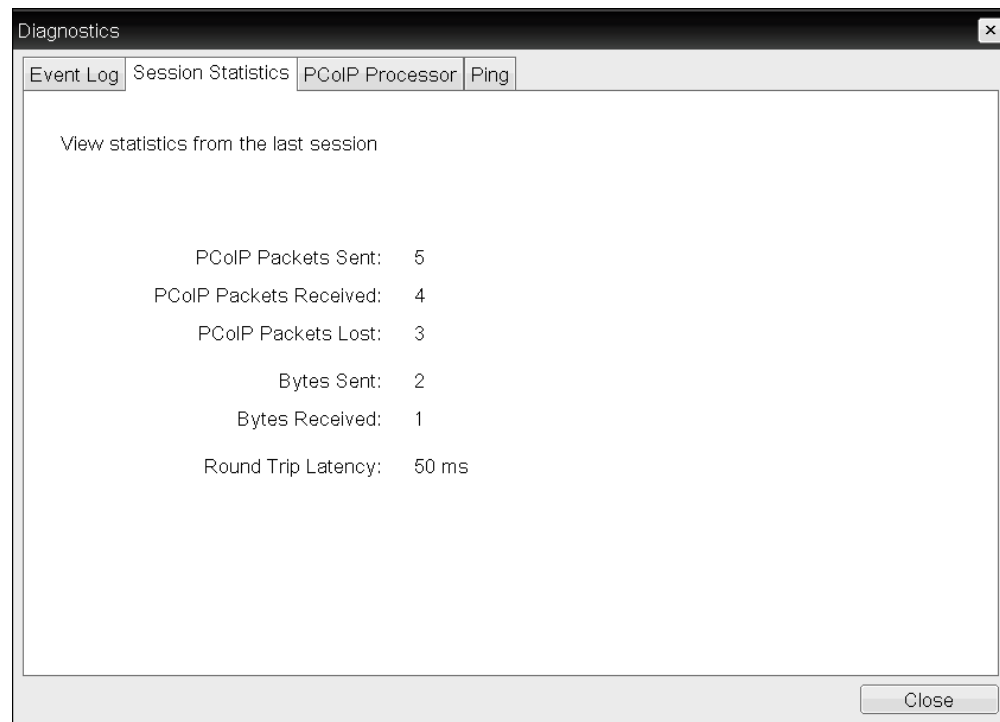 Diagnostics
Event Log Session Statistics PCoIP Processor Ping
View statistics from the last session
PCoIP Packets Sent: 5
PCoIP Packets Received: 4
PCoIP Packets Lost: 3
Bytes Sent: 2
Bytes Received: 1
Round Trip Latency: 50 ms
Close